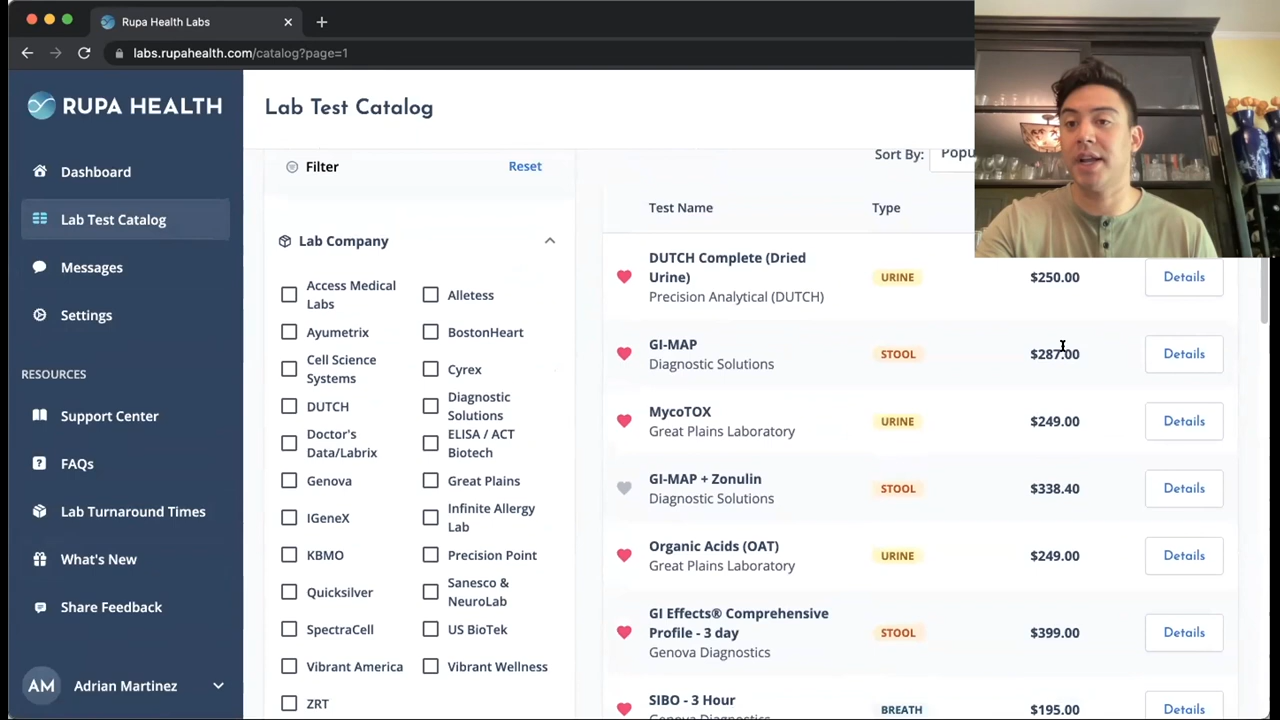 Rupa Health Labs
labs.rupahealth.com/catalog?page=1
RUPA HEALTH
Dashboard
Lab Test Catalog
Messages
Settings
RESOURCES
Support Center
FAQs
Lab Turnaround Times
What's New
Share Feedback
AM
Adrian Martinez
Lab Test Catalog
Filter
Reset
Lab Company
Access Medical
Labs
Alletess
Ayumetrix
BostonHeart
Cell Science
Systems
Cyrex
DUTCH
Diagnostic
Solutions
Doctor's
Data/Labrix
ELISA / ACT
Biotech
Genova
Great Plains
IGeneX
Infinite Allergy
Lab
KBMO
Precision Point
Quicksilver
Sanesco &
NeuroLab
SpectraCell
US BioTek
Vibrant America
Vibrant Wellness
ZRT
Sort By:
Test Name Type
DUTCH Complete (Dried
Urine)
Precision Analytical (DUTCH)
URINE $250.00 Details
GI-MAP
Diagnostic Solutions
STOOL $287.00 Details
MycoTOX
Great Plains Laboratory
URINE $249.00 Details
GI-MAP + Zonulin
Diagnostic Solutions
STOOL $338.40 Details
Organic Acids (OAT)
Great Plains Laboratory
URINE $249.00 Details
GI Effects® Comprehensive
Profile - 3 day
Genova Diagnostics
STOOL $399.00 Details
SIBO - 3 Hour
Genova Diagnostics
BREATH $195.00 Details